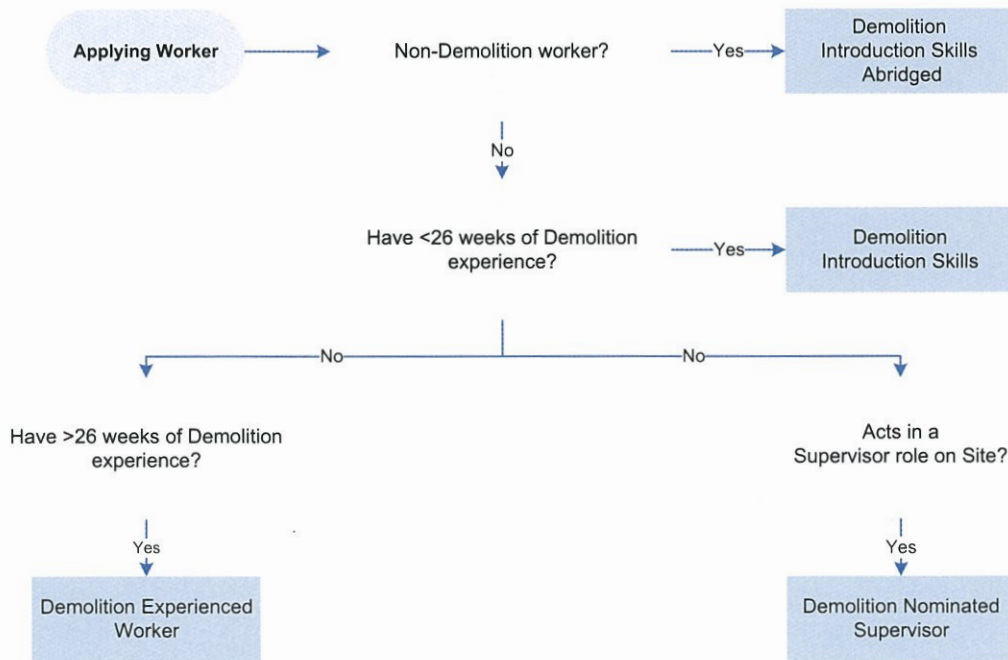 Applying Worker
Non-Demolition worker?
Yes
Demolition
Introduction Skills
Abridged
No
Have <26 weeks of Demolition
experience?
Yes
Demolition
Introduction Skills
No
No
Have >26 weeks of Demolition
experience?
Acts in a
Supervisor role on Site?
Yes
Yes
Demolition Experienced
Worker
Demolition Nominated
Supervisor